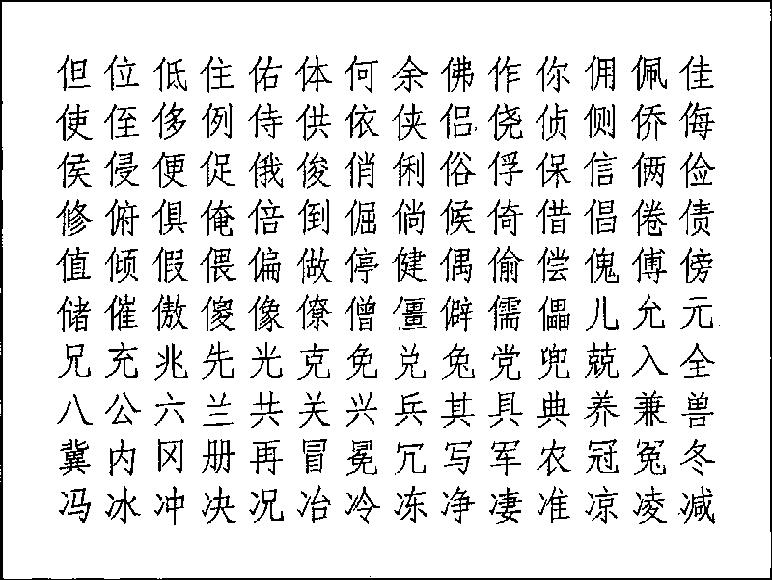 但位低住佑体何余佛作你佣佩佳
使侄侈例侍供依侠侣侥侦侧侨侮
侯侵便促俄俊俏俐俗俘保信俩俭
修俯俱俺倍倒倔倘候倚借倡倦债
值倾假偎偏做停健偶偷偿傀傅傍
储催傲傻像僚僧僵僻儒儡儿允元
兄充兆先光克免兑兔党兜兢入全
八公六兰共关兴兵其具典养兼兽
冀内冈册再冒冕冗写军农冠冤冬
冯冰冲决况冶冷冻净凄准凉凌减